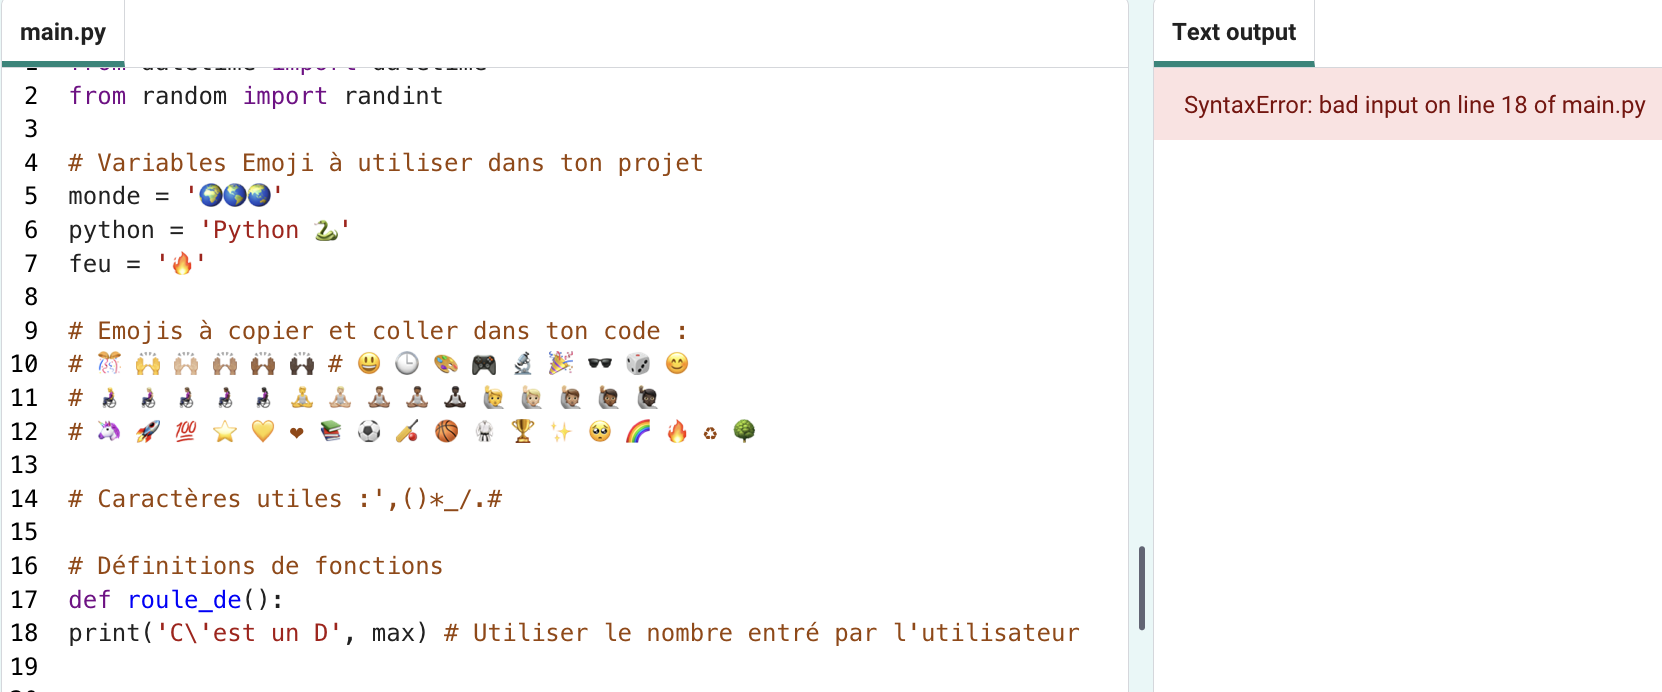 main.py
Text output
SyntaxError: bad input on line 18 of main.py
2 from random import randint
3
4 # Variables Emoji à utiliser dans ton projet
5 monde = '🌍🌎🌏'
6 python = 'Python 🐍'
7 feu = '🔥'
8
9 # Emojis à copier et coller dans ton code :
10 # 🎊 🙌 🙌🏼 🙌🏽 🙌🏾 🙌🏿 # 😃 🕒 🎨 🎮 🔬 🎉 🕶️ 🎲 😊
11 # 👨‍🦼 👩🏼‍🦼 👩🏽‍🦼 👩🏾‍🦼 👩🏿‍🦼 🧘 🧘🏼 🧘🏽 🧘🏾 🧘🏿 🙋 🙋🏼 🙋🏽 🙋🏾 🙋🏿
12 # 🦄 🚀 💯 ⭐ 💛 ❤ 📚 ⚽ 🏏 🏀 🥋 🏆 ✨ 🥺 🌈 🔥 ♻ 🌳
13
14 # Caractères utiles :',()*_/.#
15
16 # Définitions de fonctions
17 def roule_de():
18 print('C\'est un D', max) # Utiliser le nombre entré par l'utilisateur
19